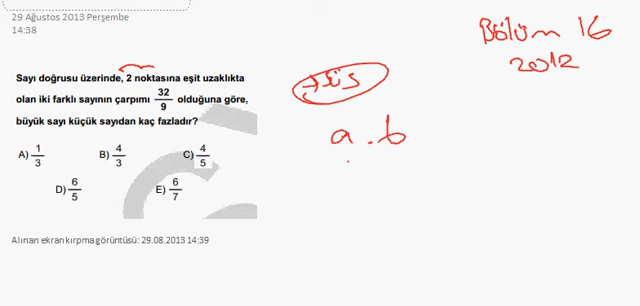 29 Ağustos 2013 Perşembe
14:38
Bölüm 16
2012
Sayı doğrusu üzerinde, 2 noktasına eşit uzaklıkta
olan iki farklı sayının çarpımı 32/9 olduğuna göre,
büyük sayı küçük sayıdan kaç fazladır?
A) 1/3 B) 4/3 C) 4/5
D) 6/5 E) 6/7
a . b
Alınan ekran kırpma görüntüsü: 29.08.2013 14:39